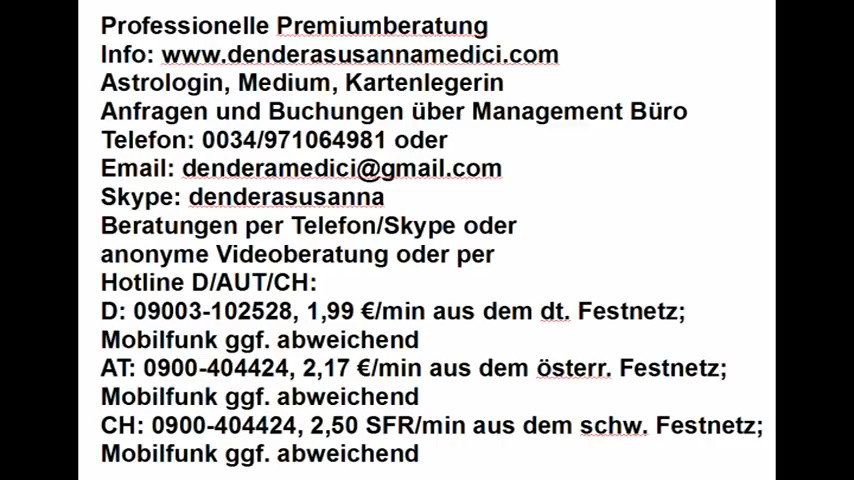 Professionelle Premiumberatung
Info: www.denderasusannamedici.com
Astrologin, Medium, Kartenlegerin
Anfragen und Buchungen über Management Büro
Telefon: 0034/971064981 oder
Email: denderamedici@gmail.com
Skype: denderasusanna
Beratungen per Telefon/Skype oder
anonyme Videoberatung oder per
Hotline D/AUT/CH:
D: 09003-102528, 1,99 €/min aus dem dt. Festnetz;
Mobilfunk ggf. abweichend
AT: 0900-404424, 2,17 €/min aus dem österr. Festnetz;
Mobilfunk ggf. abweichend
CH: 0900-404424, 2,50 SFR/min aus dem schw. Festnetz;
Mobilfunk ggf. abweichend